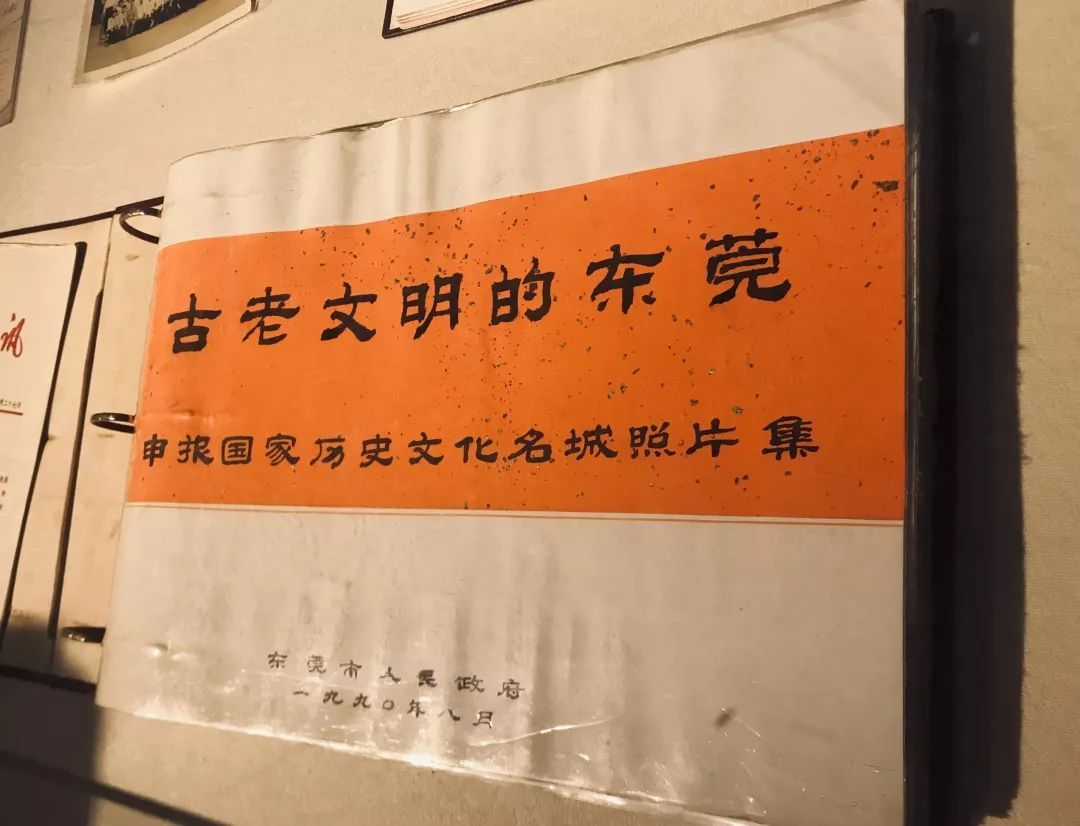 古老文明的东莞
申报国家历史文化名城照片集
东莞市人民政府
一九九〇年八月